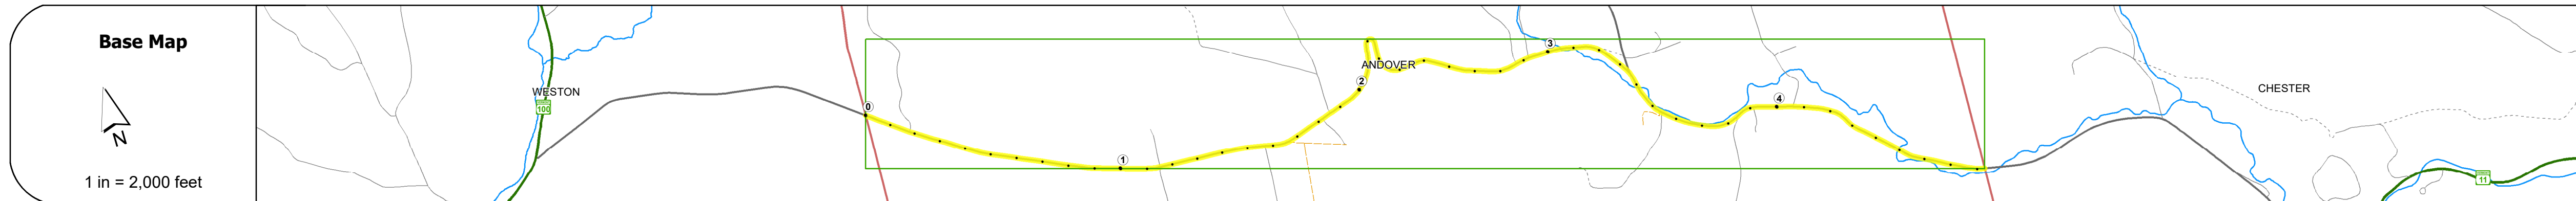 Base Map
N
1 in = 2,000 feet
WESTON
100
0
1
2
ANDOVER
3
4
CHESTER
11